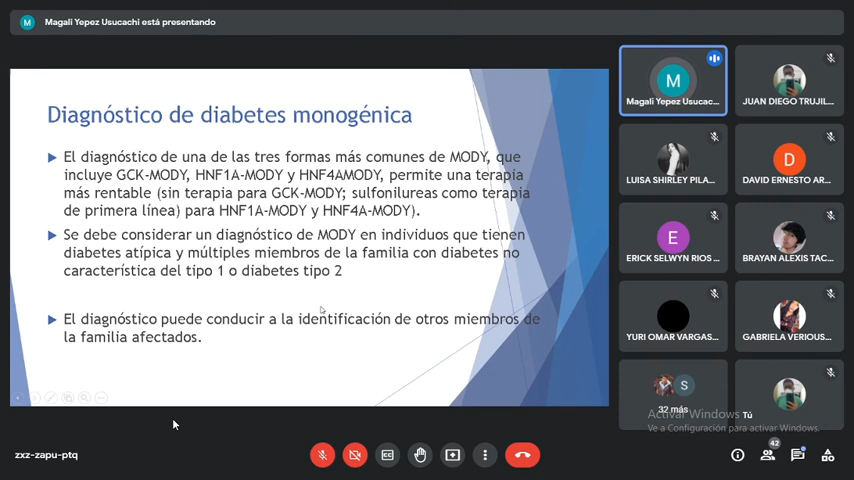 Magali Yepez Usucachi está presentando
Diagnóstico de diabetes monogénica
El diagnóstico de una de las tres formas más comunes de MODY, que
incluye GCK-MODY, HNF1A-MODY y HNF4AMODY, permite una terapia
más rentable (sin terapia para GCK-MODY; sulfonilureas como terapia
de primera línea) para HNF1A-MODY y HNF4A-MODY).
Se debe considerar un diagnóstico de MODY en individuos que tienen
diabetes atípica y múltiples miembros de la familia con diabetes no
característica del tipo 1 o diabetes tipo 2
El diagnóstico puede conducir a la identificación de otros miembros de
la familia afectados.
M
Magali Yepez Usucac...
JUAN DIEGO TRUJIL...
LUISA SHIRLEY PILA...
D
DAVID ERNESTO AR...
E
ERICK SELWYN RIOS ...
BRAYAN ALEXIS TAC...
YURI OMAR VARGAS...
GABRIELA VERIOUS...
S
32 más
Tú
Activar Windows
Ve a Configuración para activar Windows.
zxz-zapu-ptq
CC
42